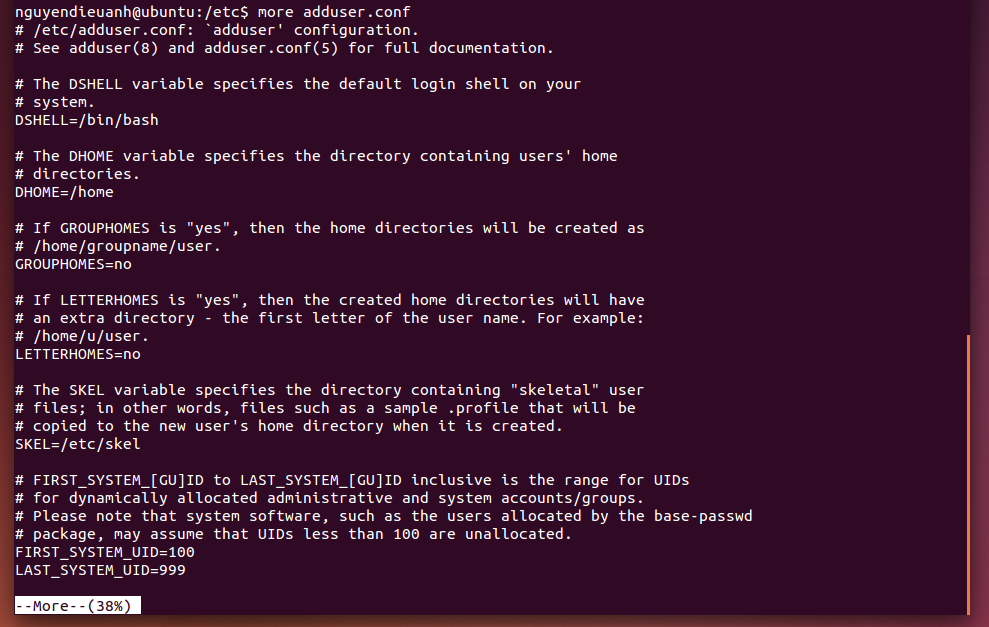 nguyendieuanh@ubuntu:/etc$ more adduser.conf
# /etc/adduser.conf: `adduser' configuration.
# See adduser(8) and adduser.conf(5) for full documentation.
# The DSHELL variable specifies the default login shell on your
# system.
DSHELL=/bin/bash
# The DHOME variable specifies the directory containing users' home
# directories.
DHOME=/home
# If GROUPHOMES is "yes", then the home directories will be created as
# /home/groupname/user.
GROUPHOMES=no
# If LETTERHOMES is "yes", then the created home directories will have
# an extra directory - the first letter of the user name. For example:
# /home/u/user.
LETTERHOMES=no
# The SKEL variable specifies the directory containing "skeletal" user
# files; in other words, files such as a sample .profile that will be
# copied to the new user's home directory when it is created.
SKEL=/etc/skel
# FIRST_SYSTEM_[GU]ID to LAST_SYSTEM_[GU]ID inclusive is the range for UIDs
# for dynamically allocated administrative and system accounts/groups.
# Please note that system software, such as the users allocated by the base-passwd
# package, may assume that UIDs less than 100 are unallocated.
FIRST_SYSTEM_UID=100
LAST_SYSTEM_UID=999
--More--(38%)